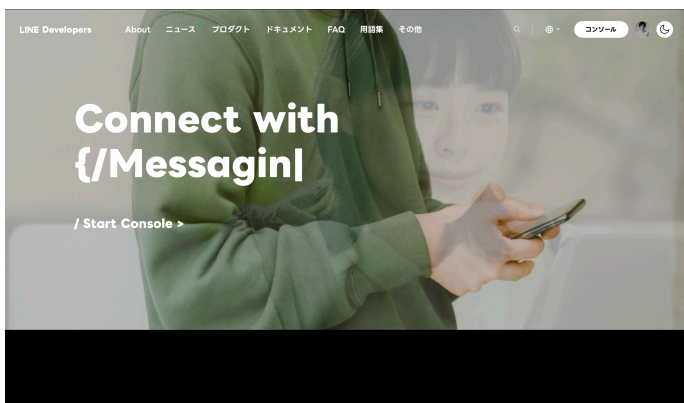 LINE Developers About ニュース プロダクト ドキュメント FAQ 用語集 その他 コンソール
Connect with
{/Messagin|
/ Start Console >